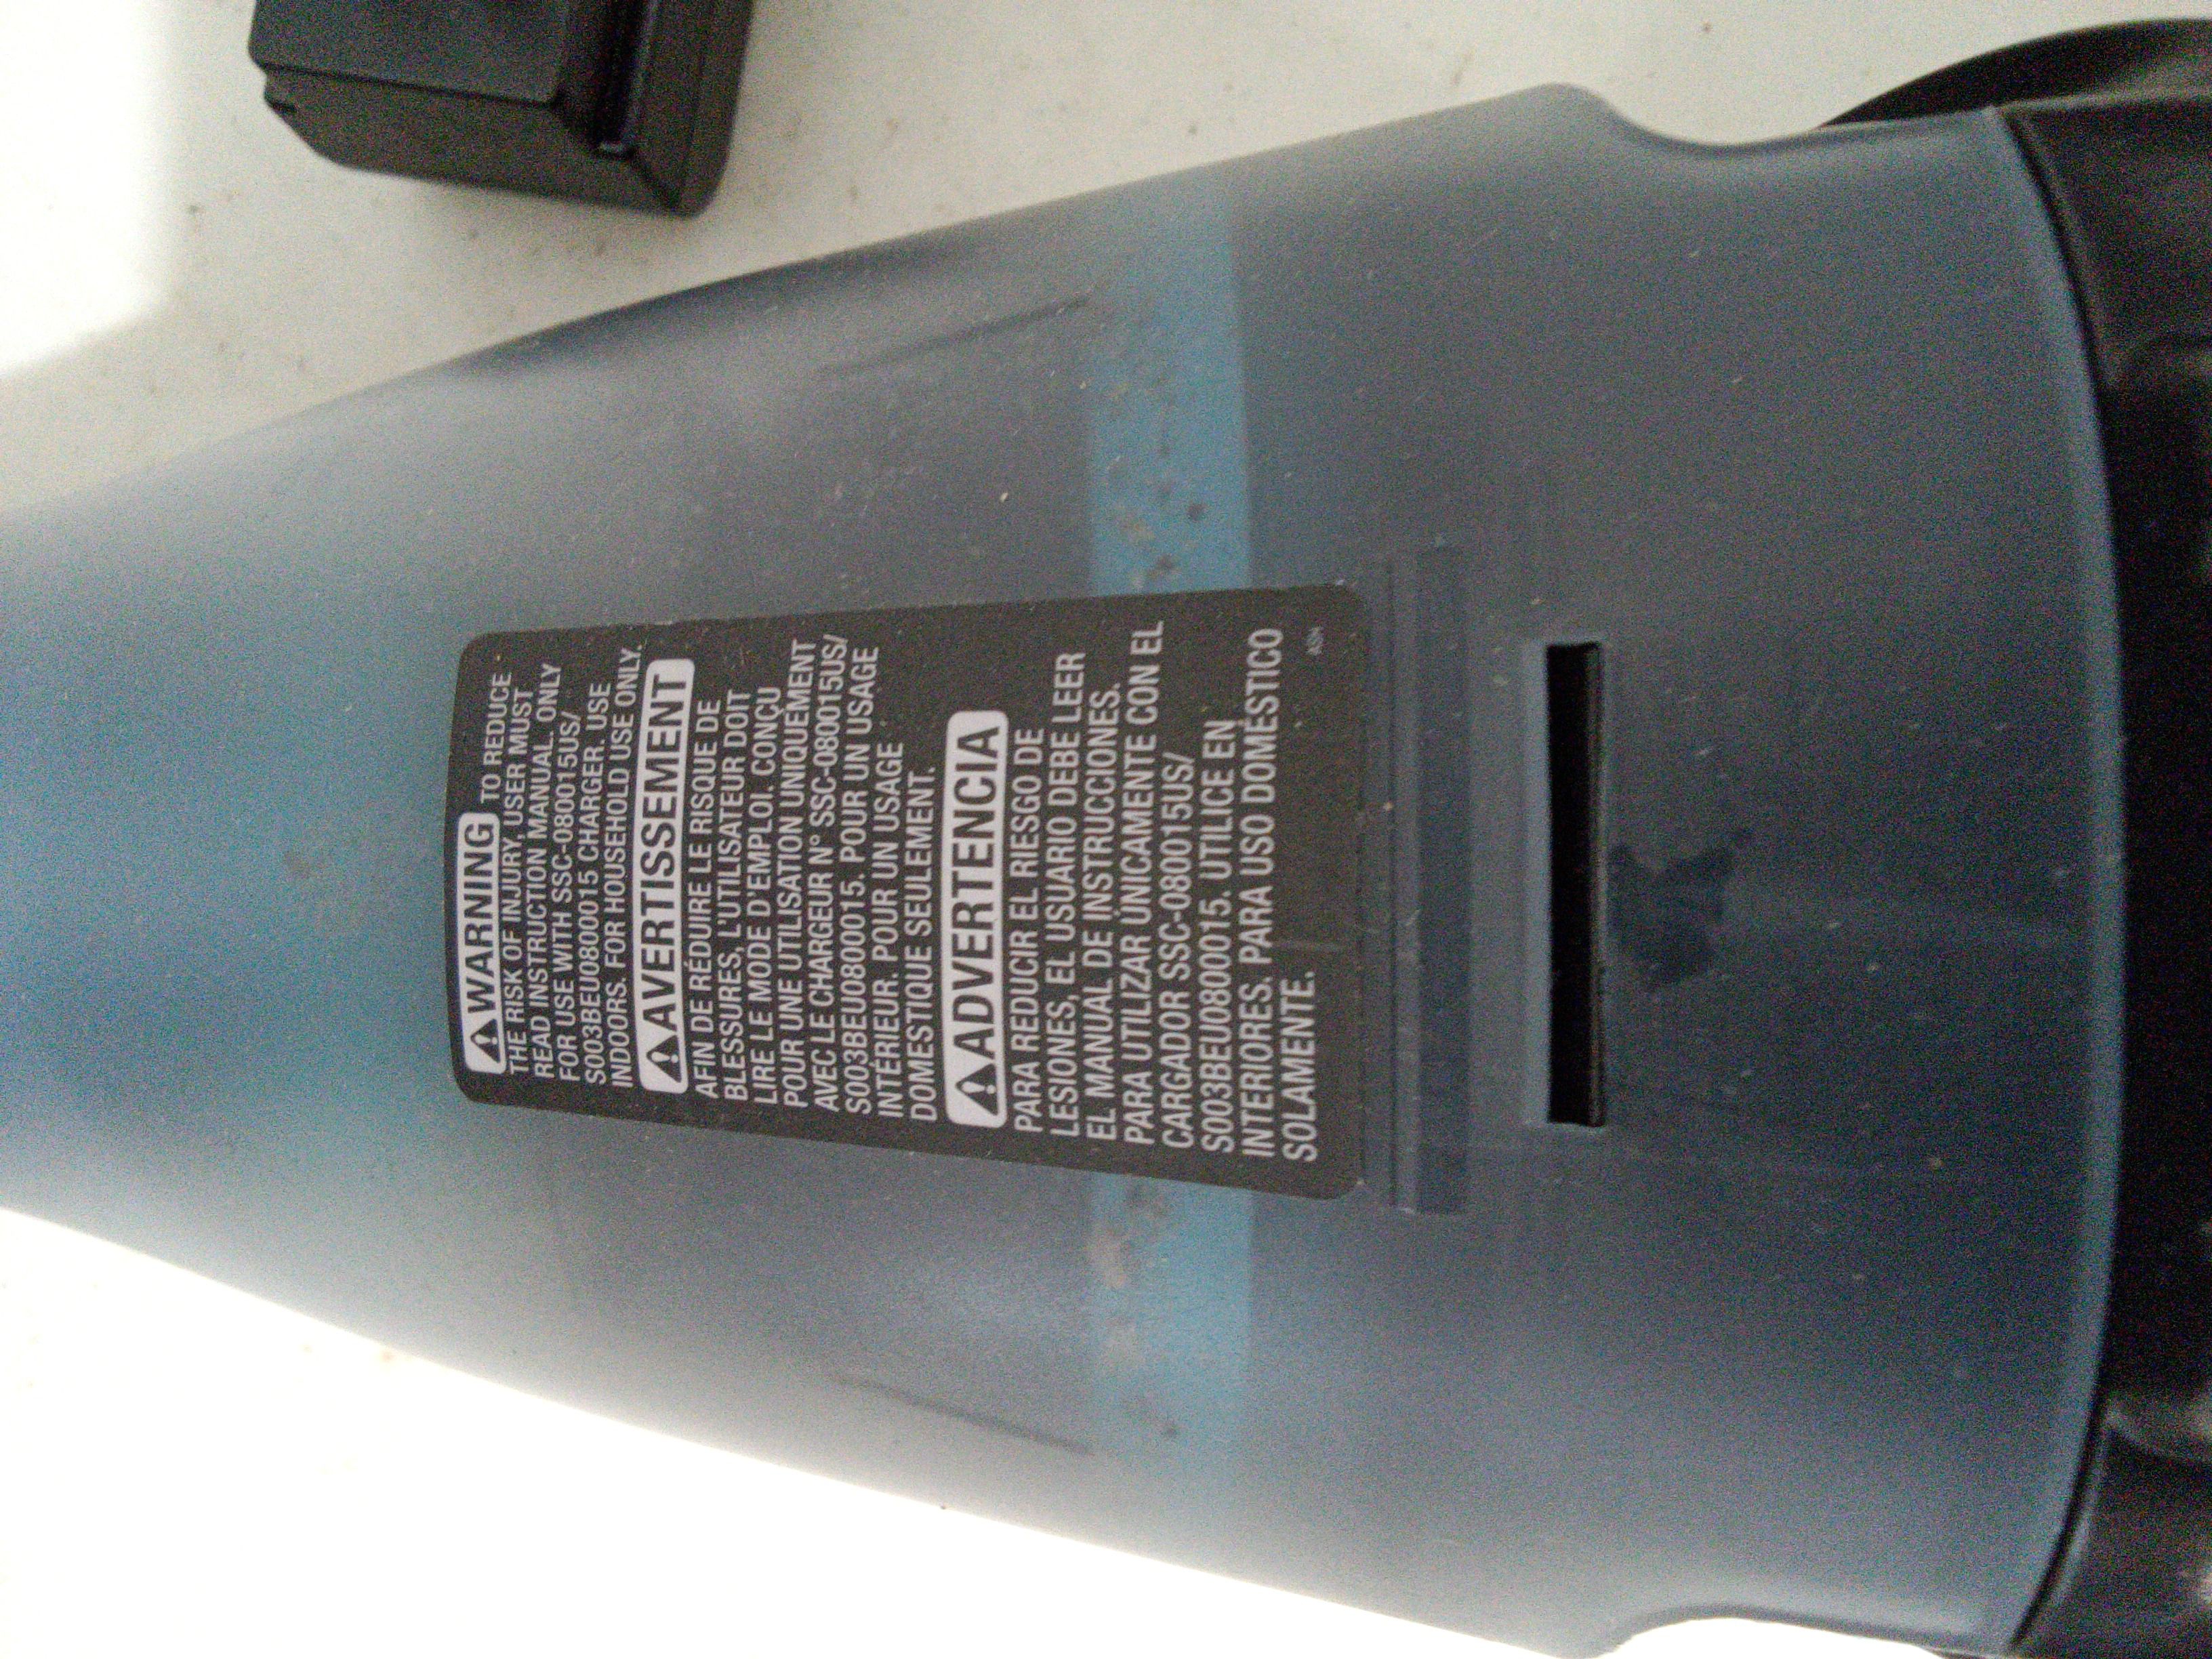 WARNING TO REDUCE
THE RISK OF INJURY, USER MUST
READ INSTRUCTION MANUAL. ONLY
FOR USE WITH SSC-080015US/
S003BEU0800015 CHARGER. USE
INDOORS. FOR HOUSEHOLD USE ONLY.
AVERTISSEMENT
AFIN DE RÉDUIRE LE RISQUE DE
BLESSURES, L'UTILISATEUR DOIT
LIRE LE MODE D'EMPLOI. CONÇU
POUR UNE UTILISATION UNIQUEMENT
AVEC LE CHARGEUR N° SSC-080015US/
S003BEU0800015. POUR UN USAGE
INTÉRIEUR. POUR UN USAGE
DOMESTIQUE SEULEMENT.
ADVERTENCIA
PARA REDUCIR EL RIESGO DE
LESIONES, EL USUARIO DEBE LEER
EL MANUAL DE INSTRUCCIONES.
PARA UTILIZAR ÚNICAMENTE CON EL
CARGADOR SSC-080015US/
S003BEU0800015. UTILICE EN
INTERIORES. PARA USO DOMÉSTICO
SOLAMENTE.